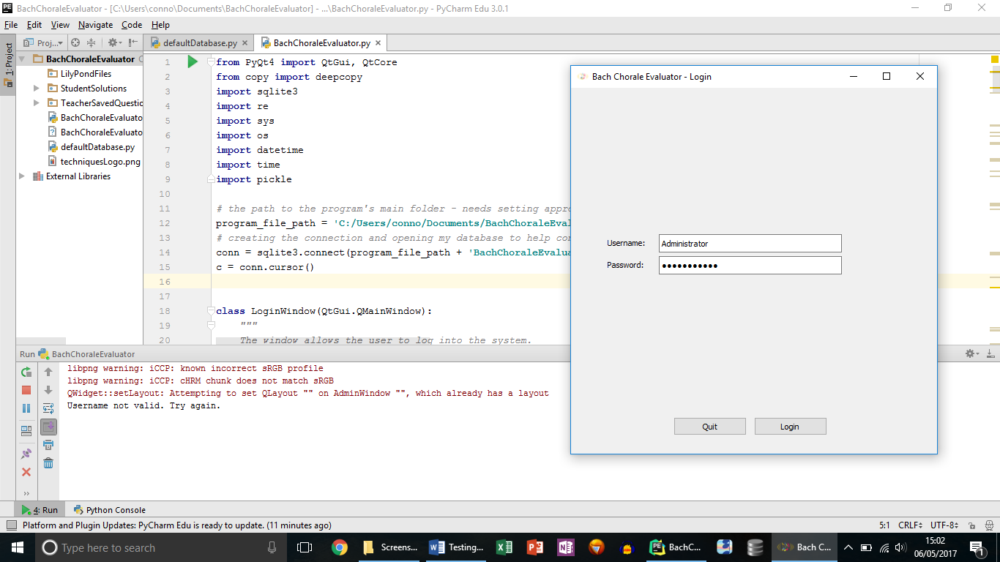 BachChoraleEvaluator - [C:\Users\conno\Documents\BachChoraleEvaluator] - ...\BachChoraleEvaluator.py - PyCharm Edu 3.0.1
File Edit View Navigate Code Help
Proj... defaultDatabase.py BachChoraleEvaluator.py
1: Project
BachChoraleEvaluator
LilyPondFiles
StudentSolutions
TeacherSavedQuestio
BachChoraleEvaluato
BachChoraleEvaluato
defaultDatabase.py
techniquesLogo.png
External Libraries
1 from PyQt4 import QtGui, QtCore
2 from copy import deepcopy
3 import sqlite3
4 import re
5 import sys
6 import os
7 import datetime
8 import time
9 import pickle
10
11 # the path to the program's main folder - needs setting appro
12 program_file_path = 'C:/Users/conno/Documents/BachChoraleEval
13 # creating the connection and opening my database to help con
14 conn = sqlite3.connect(program_file_path + 'BachChoraleEvalua
15 c = conn.cursor()
16
17
18 class LoginWindow(QtGui.QMainWindow):
19 """
20 The window allows the user to log into the system.
Bach Chorale Evaluator - Login
Username: Administrator
Password: ●●●●●●●●●●●
Quit Login
Run BachChoraleEvaluator
libpng warning: iCCP: known incorrect sRGB profile
libpng warning: iCCP: cHRM chunk does not match sRGB
QWidget::setLayout: Attempting to set QLayout "" on AdminWindow "", which already has a layout
Username not valid. Try again.
4: Run Python Console
Platform and Plugin Updates: PyCharm Edu is ready to update. (11 minutes ago) 5:1 CRLF UTF-8
Type here to search Screens... Testing... BachC... Bach C... 15:02
06/05/2017 1